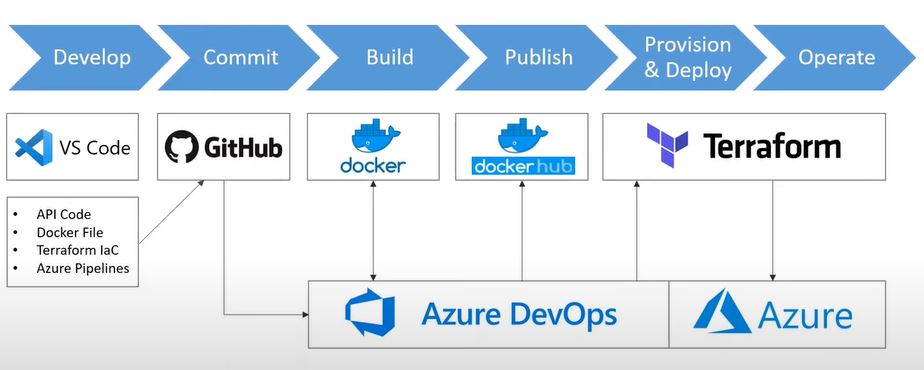 Develop
Commit
Build
Publish
Provision
& Deploy
Operate
VS Code
GitHub
docker
docker hub
Terraform
• API Code
• Docker File
• Terraform IaC
• Azure Pipelines
Azure DevOps
Azure